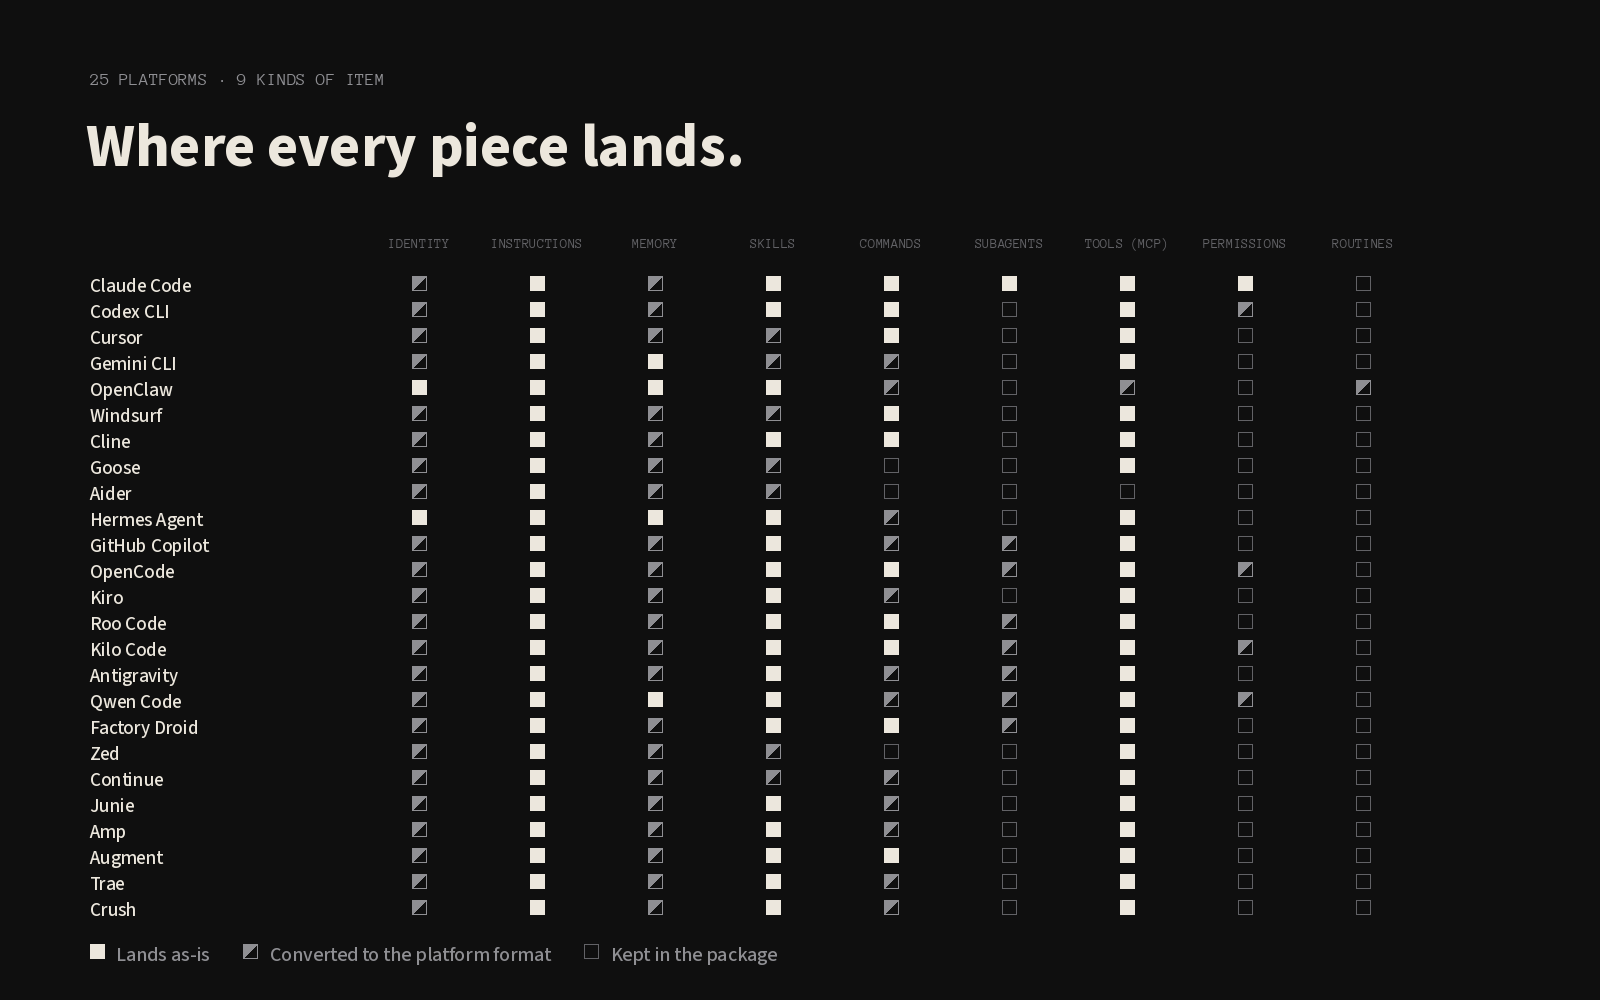 25 PLATFORMS · 9 KINDS OF ITEM
Where every piece lands.
IDENTITY INSTRUCTIONS MEMORY SKILLS COMMANDS SUBAGENTS TOOLS (MCP) PERMISSIONS ROUTINES
Claude Code
Codex CLI
Cursor
Gemini CLI
OpenClaw
Windsurf
Cline
Goose
Aider
Hermes Agent
GitHub Copilot
OpenCode
Kiro
Roo Code
Kilo Code
Antigravity
Qwen Code
Factory Droid
Zed
Continue
Junie
Amp
Augment
Trae
Crush
Lands as-is Converted to the platform format Kept in the package